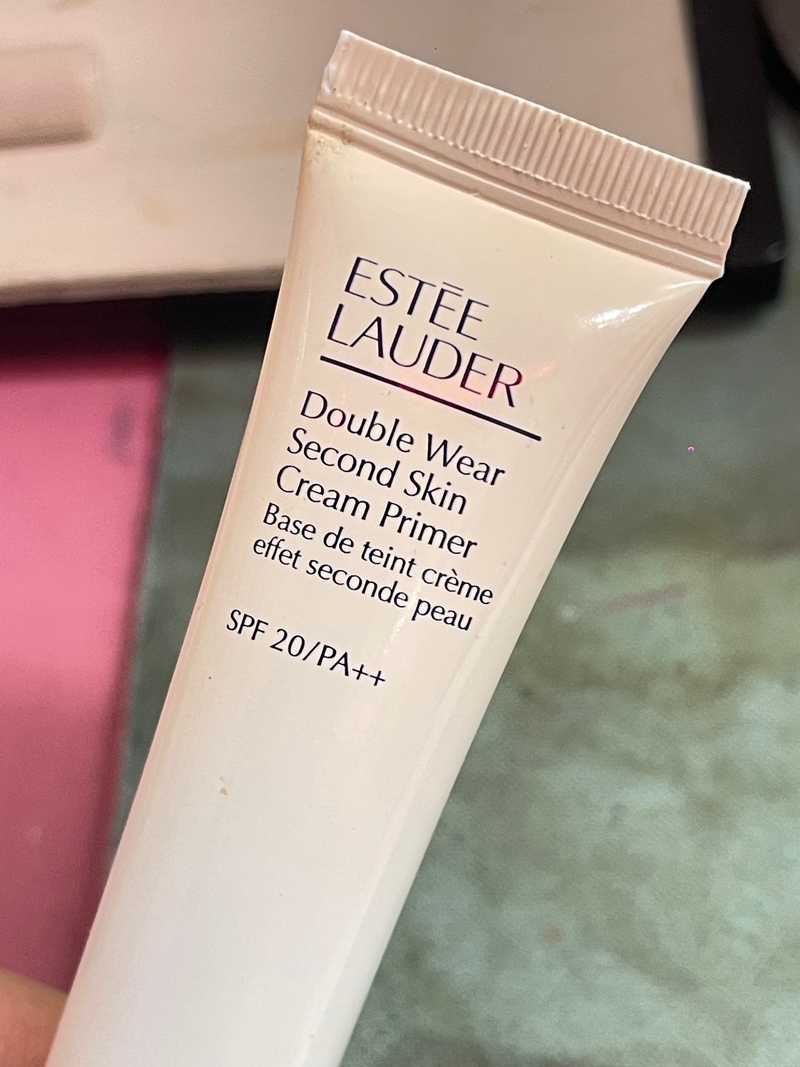 ESTĒE
LAUDER
Double Wear
Second Skin
Cream Primer
Base de teint crème
effet seconde peau
SPF 20/PA++